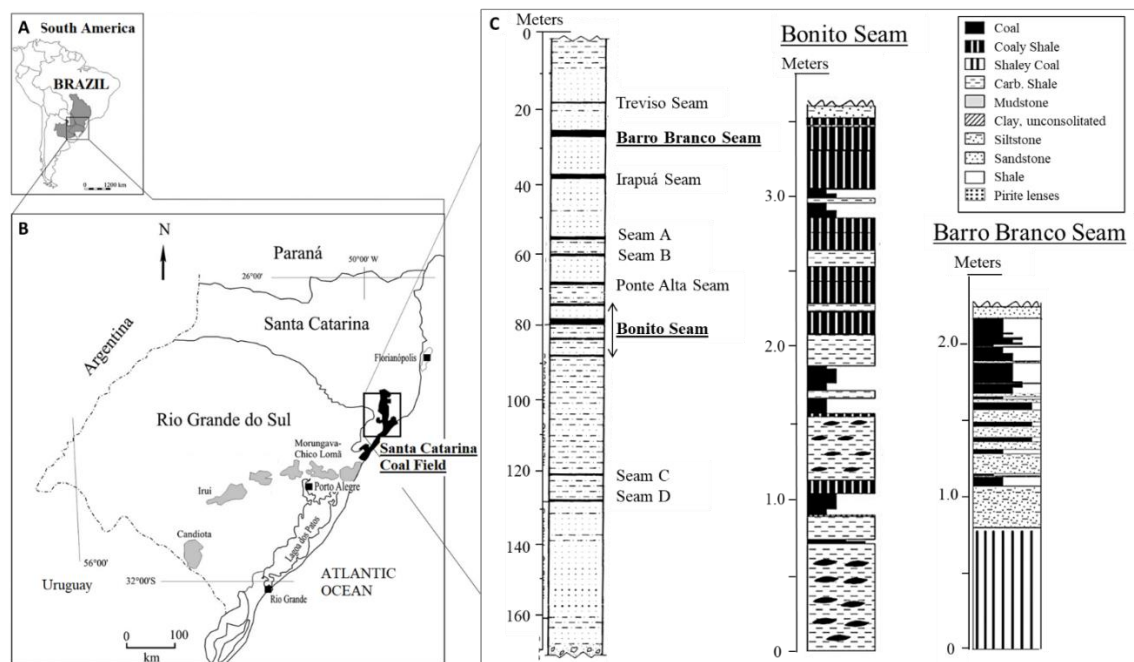 A
South America
BRAZIL
0 1200 km
B
N
Paraná
50°00' W
26°00'
Santa Catarina
Argentina
Florianópolis
Rio Grande do Sul
Santa Catarina
Coal Field
Morungava-
Chico Lomã
Irui
Porto Alegre
Candiota
Lagoa dos Patos
56°00'
Uruguay
32°00'S
ATLANTIC
OCEAN
Rio Grande
0 100
km
C
Meters
0
20
40
60
80
100
120
140
160
Treviso Seam
Barro Branco Seam
Irapuá Seam
Seam A
Seam B
Ponte Alta Seam
Bonito Seam
Seam C
Seam D
Bonito Seam
Meters
3.0
2.0
1.0
0
Coal
Coaly Shale
Shaley Coal
Carb. Shale
Mudstone
Clay, unconsolitated
Siltstone
Sandstone
Shale
Pirite lenses
Barro Branco Seam
Meters
2.0
1.0
0